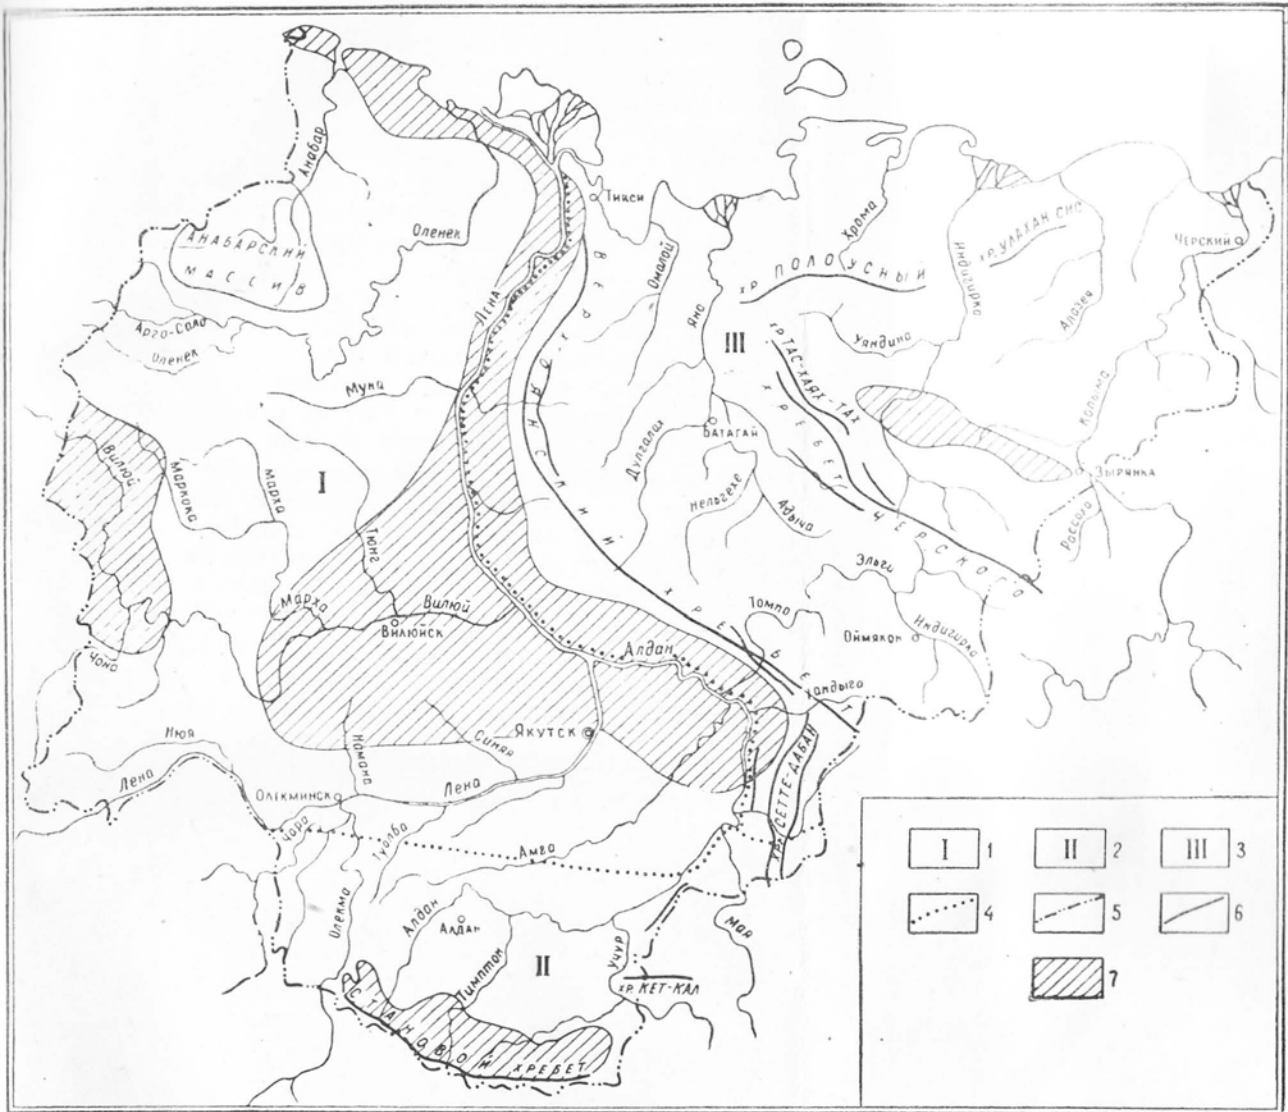 Анабар
АНАБАРСКИЙ
МАССИВ
Оленек
Арго-Сала
Оленек
Муна
Лена
Тикси
ВЕРХОЯНСКИЙ ХРЕБЕТ
Омолой
Яна
хр. ПОЛОУСНЫЙ
Хрома
Индигирка
хр. УЛАХАН СИС
ЧЕРСКИЙ
Алазея
Уяндина
III
хр. ТАС-ХАЯХ-ТАХ
ХРЕБЕТ ЧЕРСКОГО
Колыма
Зырянка
Рассоха
Батагай
Дулгалах
Нельгехе
Адыча
Эльги
Индигирка
Оймякон
Томпо
Хандыга
Вилюй
Маркока
Марха
I
Тюнг
Марха
Вилюй
Вилюйск
Чона
Алдан
Якутск
Синяя
Намана
Лена
Нюя
Лена
Олекминск
Чара
Туолба
Амга
хр. СЕТТЕ-ДАБАН
Олекма
Алдан
Алдан
Тимптон
II
Учур
Мая
хр. КЕТ-КАП
СТАНОВОЙ ХРЕБЕТ
I 1
II 2
III 3
4
5
6
7